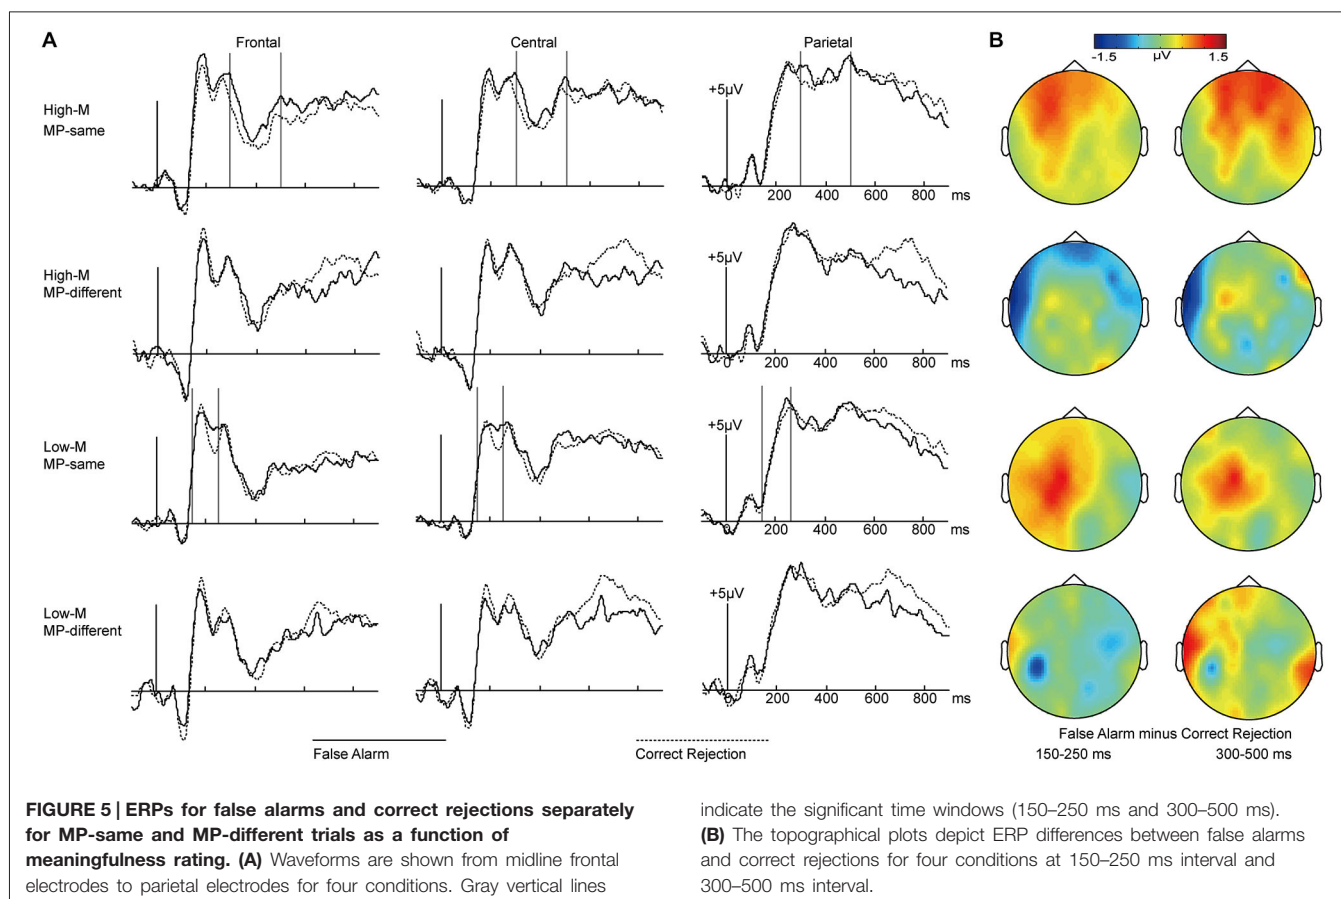 A
Frontal
Central
Parietal
B
-1.5
µV
1.5
High-M
MP-same
+5µV
0
200
400
600
800
ms
High-M
MP-different
+5µV
0
200
400
600
800
ms
Low-M
MP-same
+5µV
0
200
400
600
800
ms
Low-M
MP-different
+5µV
0
200
400
600
800
ms
False Alarm
Correct Rejection
False Alarm minus Correct Rejection
150-250 ms
300-500 ms
FIGURE 5 | ERPs for false alarms and correct rejections separately
for MP-same and MP-different trials as a function of
meaningfulness rating. (A) Waveforms are shown from midline frontal
electrodes to parietal electrodes for four conditions. Gray vertical lines
indicate the significant time windows (150–250 ms and 300–500 ms).
(B) The topographical plots depict ERP differences between false alarms
and correct rejections for four conditions at 150–250 ms interval and
300–500 ms interval.